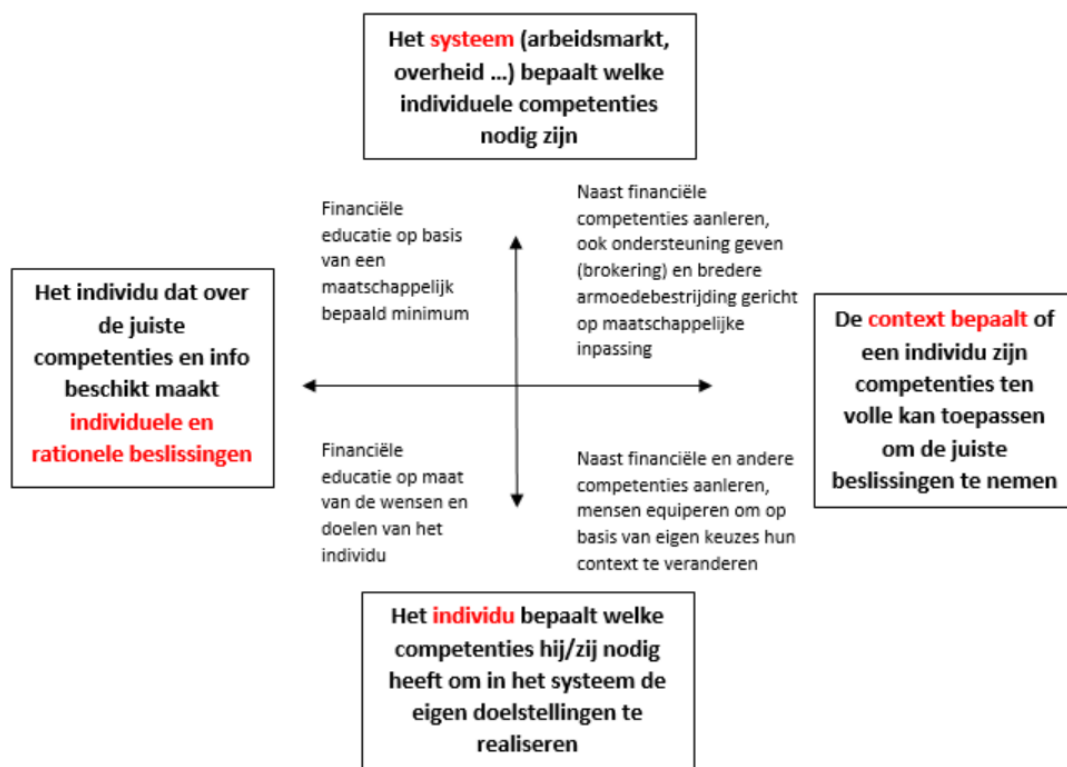 Het systeem (arbeidsmarkt,
overheid ...) bepaalt welke
individuele competenties
nodig zijn
Financiële
educatie op basis
van een
maatschappelijk
bepaald minimum
Naast financiële
competenties aanleren,
ook ondersteuning geven
(brokering) en bredere
armoedebestrijding gericht
op maatschappelijke
inpassing
Het individu dat over
de juiste
competenties en info
beschikt maakt
individuele en
rationele beslissingen
De context bepaalt of
een individu zijn
competenties ten
volle kan toepassen
om de juiste
beslissingen te nemen
Financiële
educatie op maat
van de wensen en
doelen van het
individu
Naast financiële en andere
competenties aanleren,
mensen equiperen om op
basis van eigen keuzes hun
context te veranderen
Het individu bepaalt welke
competenties hij/zij nodig
heeft om in het systeem de
eigen doelstellingen te
realiseren